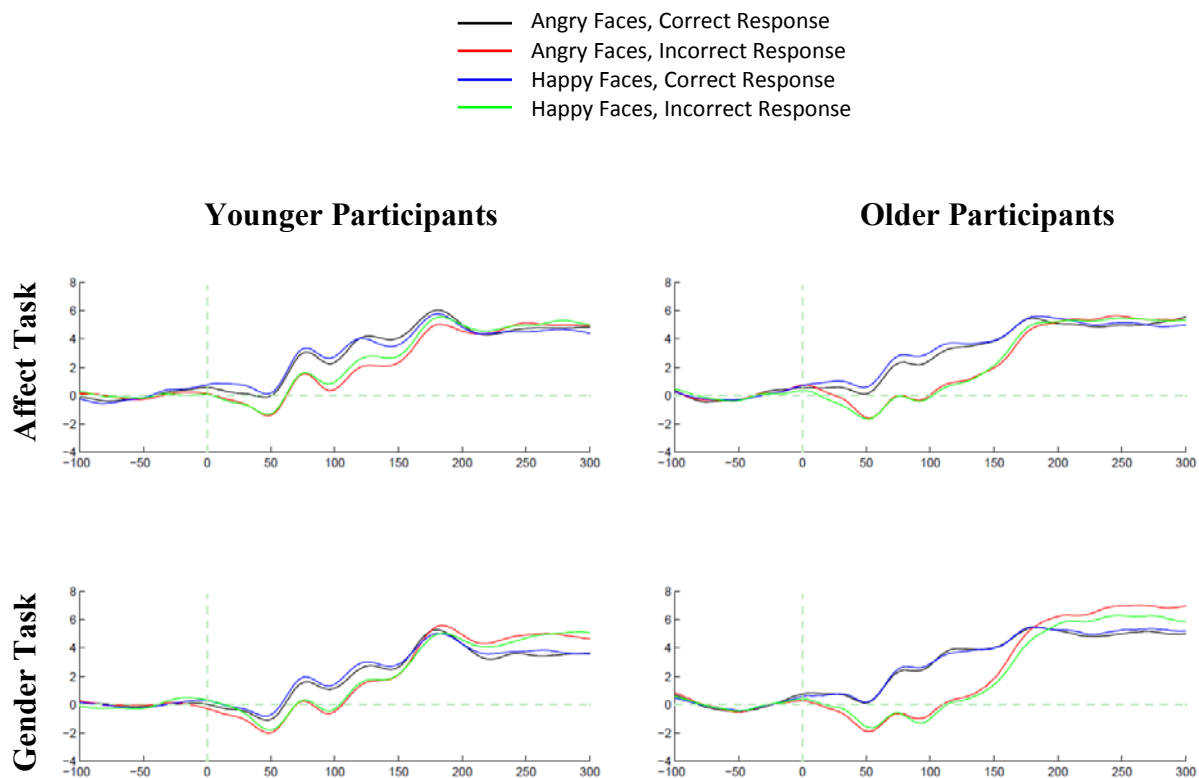 Angry Faces, Correct Response
Angry Faces, Incorrect Response
Happy Faces, Correct Response
Happy Faces, Incorrect Response
Younger Participants
Older Participants
Affect Task
8
6
4
2
0
−2
−4
−100 −50 0 50 100 150 200 250 300
8
6
4
2
0
−2
−4
−100 −50 0 50 100 150 200 250 300
Gender Task
8
6
4
2
0
−2
−4
−100 −50 0 50 100 150 200 250 300
8
6
4
2
0
−2
−4
−100 −50 0 50 100 150 200 250 300